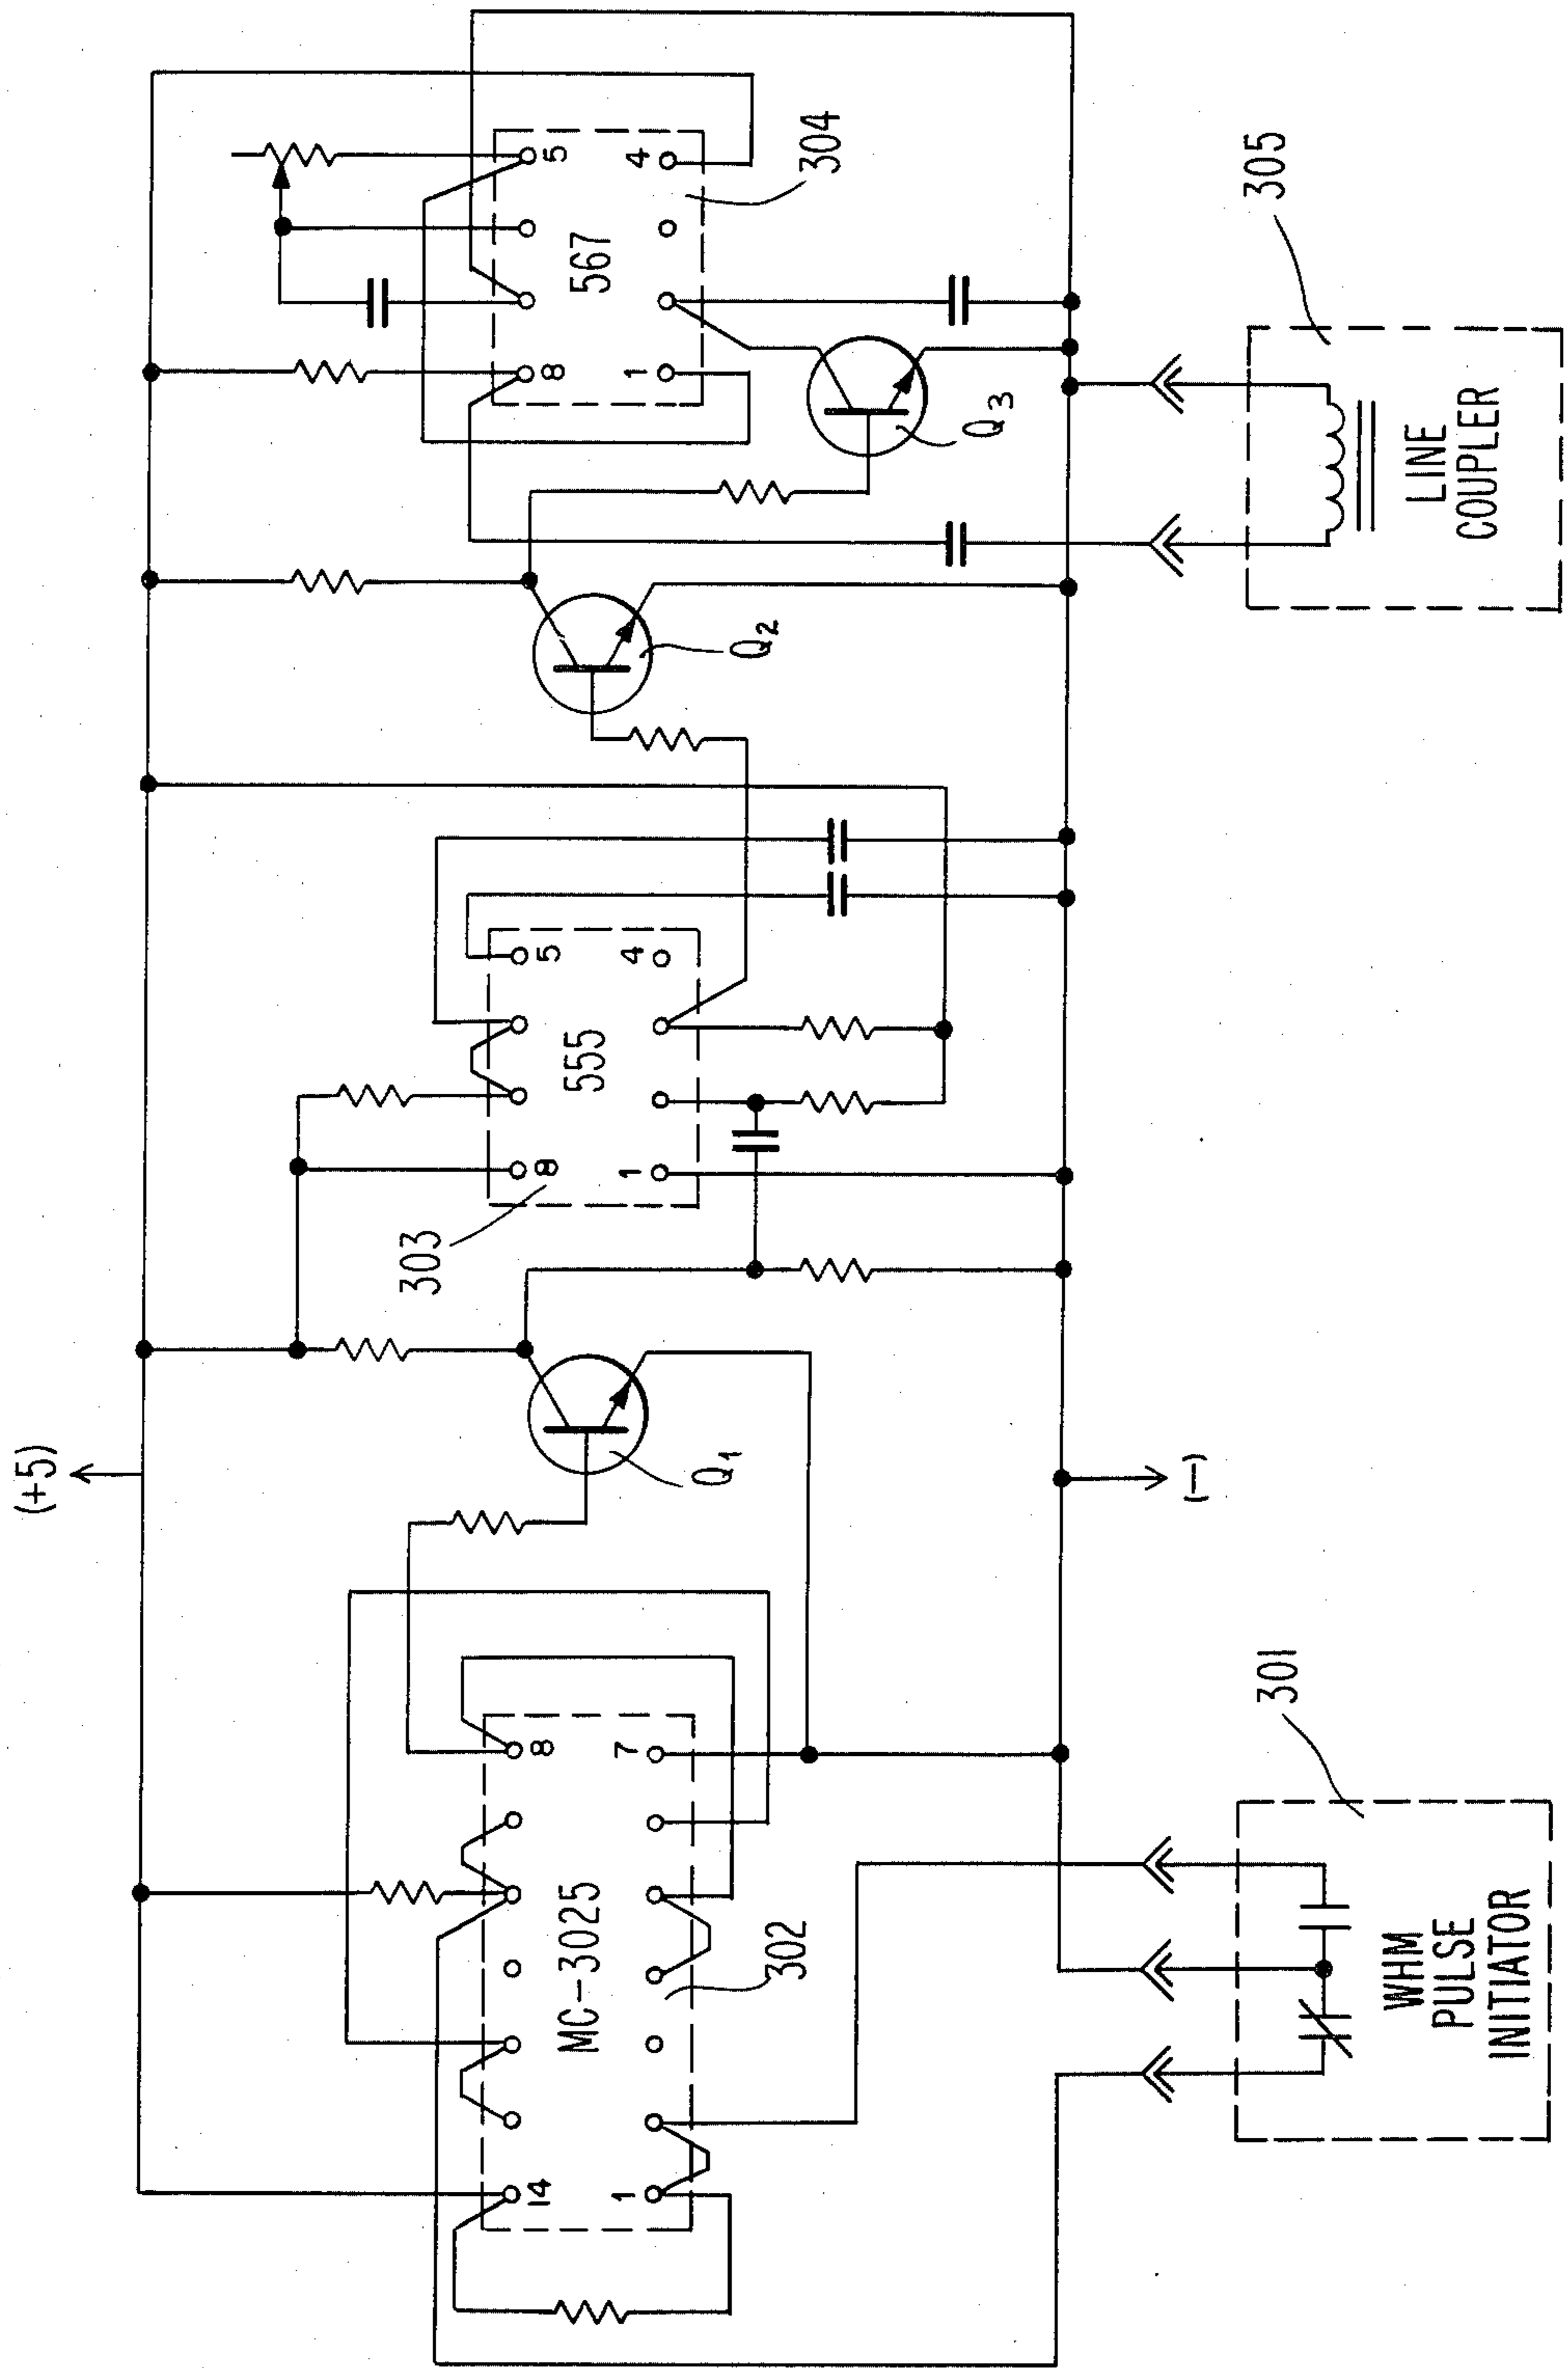 (+5)
14
8
MC-3025
1
7
302
Q1
303
8
5
555
1
4
Q2
8
5
567
1
4
304
Q3
(–)
301
WHM
PULSE
INITIATOR
305
LINE
COUPLER